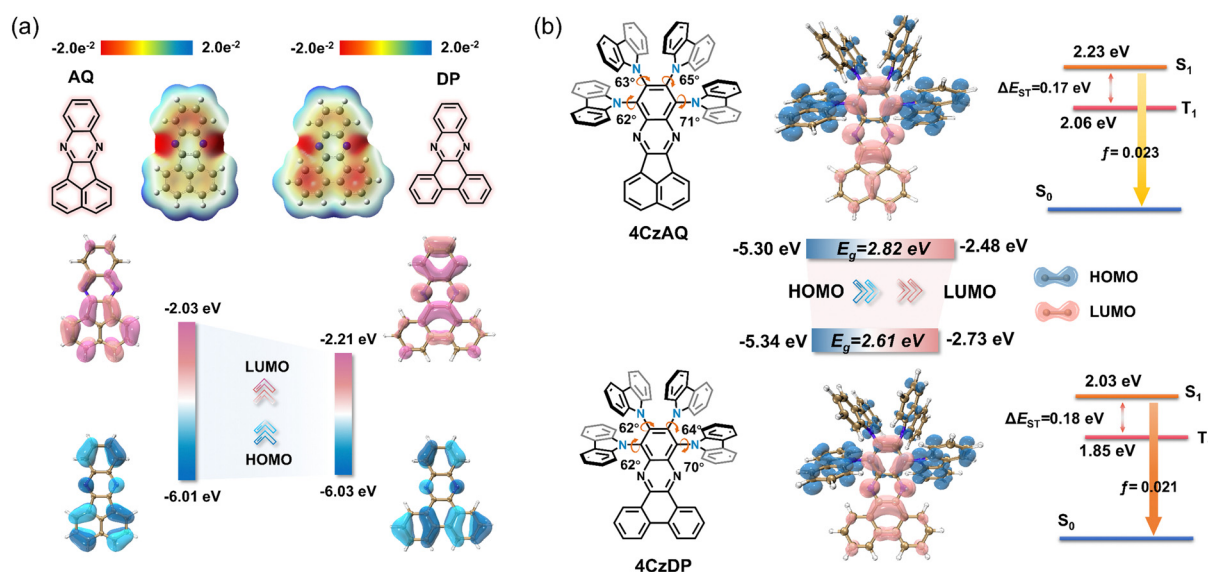 (a)
-2.0e⁻² 2.0e⁻² -2.0e⁻² 2.0e⁻²
AQ DP
N N
N N
-2.03 eV
-2.21 eV
LUMO
HOMO
-6.01 eV
-6.03 eV
(b)
N N
63° 65°
N N
62° 71°
N N
4CzAQ
2.23 eV
S₁
ΔE_ST=0.17 eV
T₁
2.06 eV
f= 0.023
S₀
-5.30 eV E_g=2.82 eV -2.48 eV
HOMO LUMO
-5.34 eV E_g=2.61 eV -2.73 eV
HOMO
LUMO
N N
62° 64°
N N
62° 70°
N N
4CzDP
2.03 eV
S₁
ΔE_ST=0.18 eV
T
1.85 eV
f= 0.021
S₀